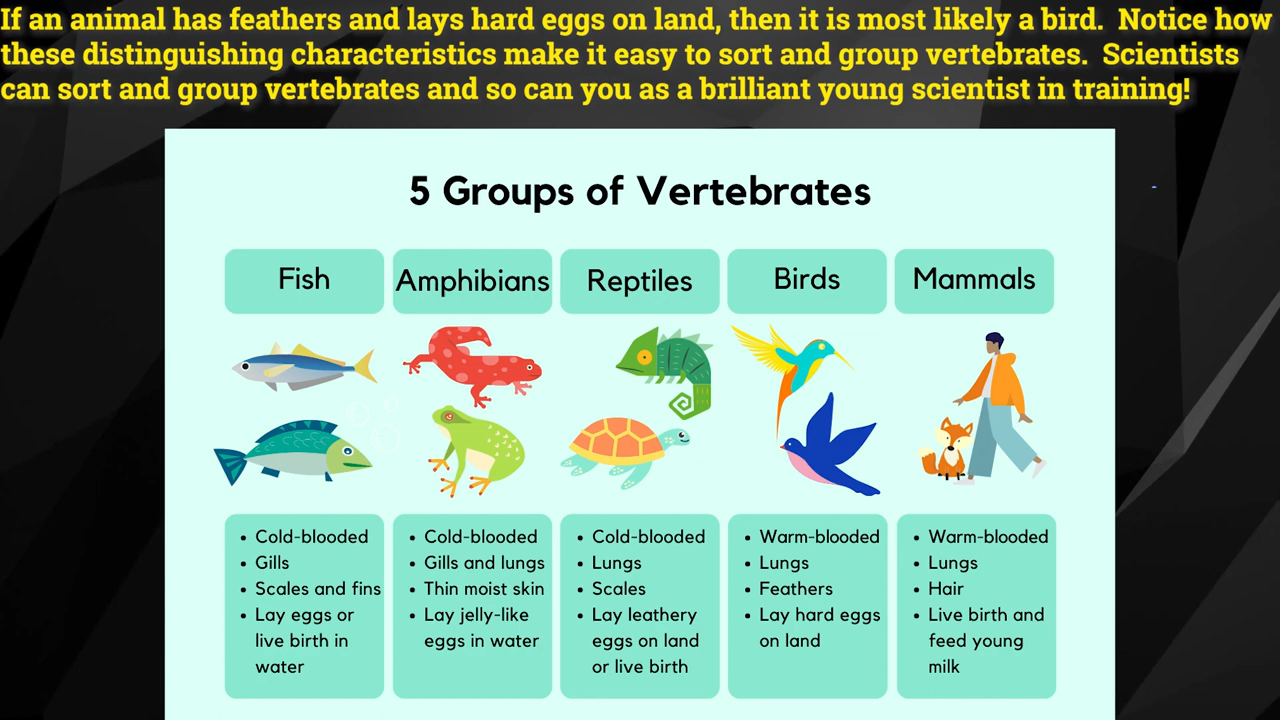 If an animal has feathers and lays hard eggs on land, then it is most likely a bird. Notice how
these distinguishing characteristics make it easy to sort and group vertebrates. Scientists
can sort and group vertebrates and so can you as a brilliant young scientist in training!
5 Groups of Vertebrates
Fish
Amphibians
Reptiles
Birds
Mammals
• Cold-blooded
• Gills
• Scales and fins
• Lay eggs or
live birth in
water
• Cold-blooded
• Gills and lungs
• Thin moist skin
• Lay jelly-like
eggs in water
• Cold-blooded
• Lungs
• Scales
• Lay leathery
eggs on land
or live birth
• Warm-blooded
• Lungs
• Feathers
• Lay hard eggs
on land
• Warm-blooded
• Lungs
• Hair
• Live birth and
feed young
milk